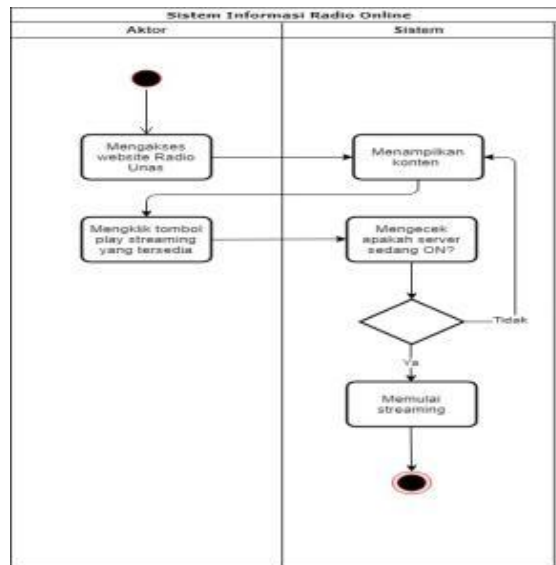 Sistem Informasi Radio Online
Aktor
Sistem
Mengakses
website Radio
Unas
Menampilkan
konten
Mengklik tombol
play streaming
yang tersedia
Mengecek
apakah server
sedang ON?
Tidak
Ya
Memulai
streaming